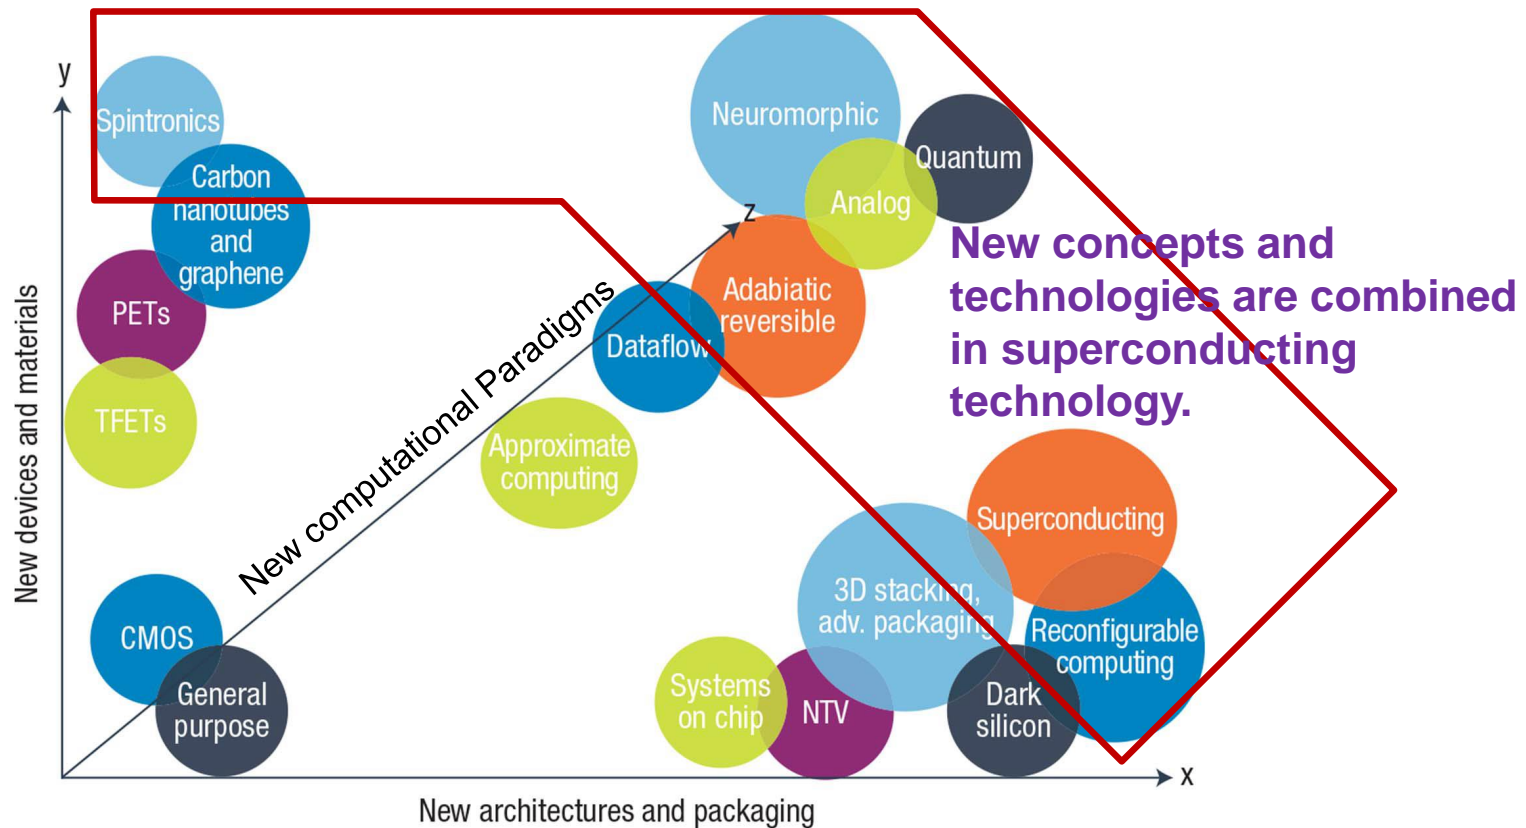 y
Spintronics
Carbon
nanotubes
and
graphene
PETs
TFETs
CMOS
General
purpose
New devices and materials
New computational Paradigms
z
Neuromorphic
Quantum
Analog
Adabiatic
reversible
Dataflow
Approximate
computing
New concepts and
technologies are combined
in superconducting
technology.
Superconducting
3D stacking,
adv. packaging
Reconfigurable
computing
Systems
on chip
NTV
Dark
silicon
x
New architectures and packaging